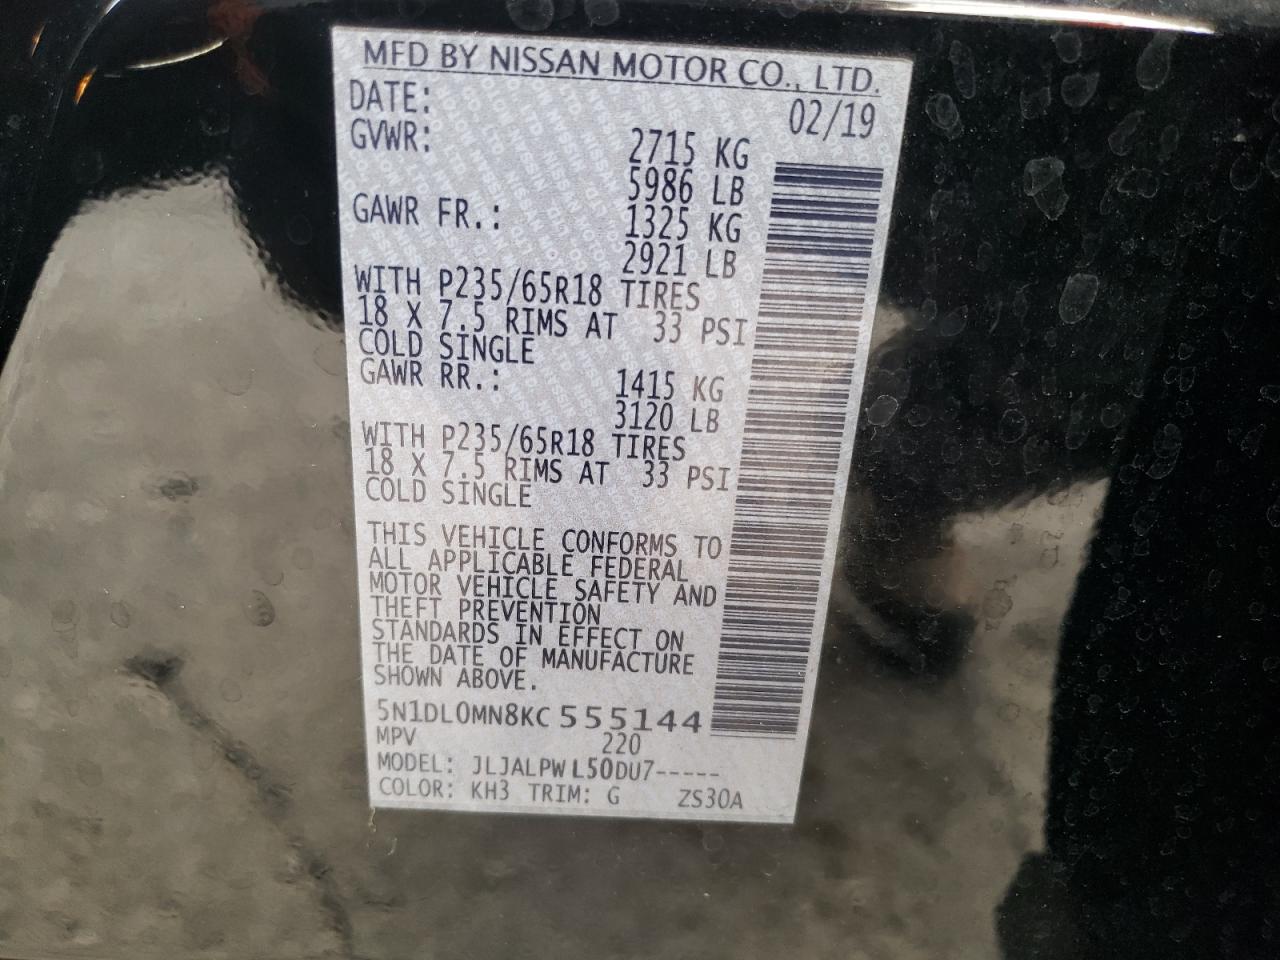 MFD BY NISSAN MOTOR CO., LTD.
DATE: 02/19
GVWR: 2715 KG
5986 LB
GAWR FR.: 1325 KG
2921 LB
WITH P235/65R18 TIRES
18 X 7.5 RIMS AT 33 PSI
COLD SINGLE
GAWR RR.: 1415 KG
3120 LB
WITH P235/65R18 TIRES
18 X 7.5 RIMS AT 33 PSI
COLD SINGLE
THIS VEHICLE CONFORMS TO
ALL APPLICABLE FEDERAL
MOTOR VEHICLE SAFETY AND
THEFT PREVENTION
STANDARDS IN EFFECT ON
THE DATE OF MANUFACTURE
SHOWN ABOVE.
5N1DL0MN8KC555144
MPV 220
MODEL: JLJALPWL50DU7-----
COLOR: KH3 TRIM: G ZS30A